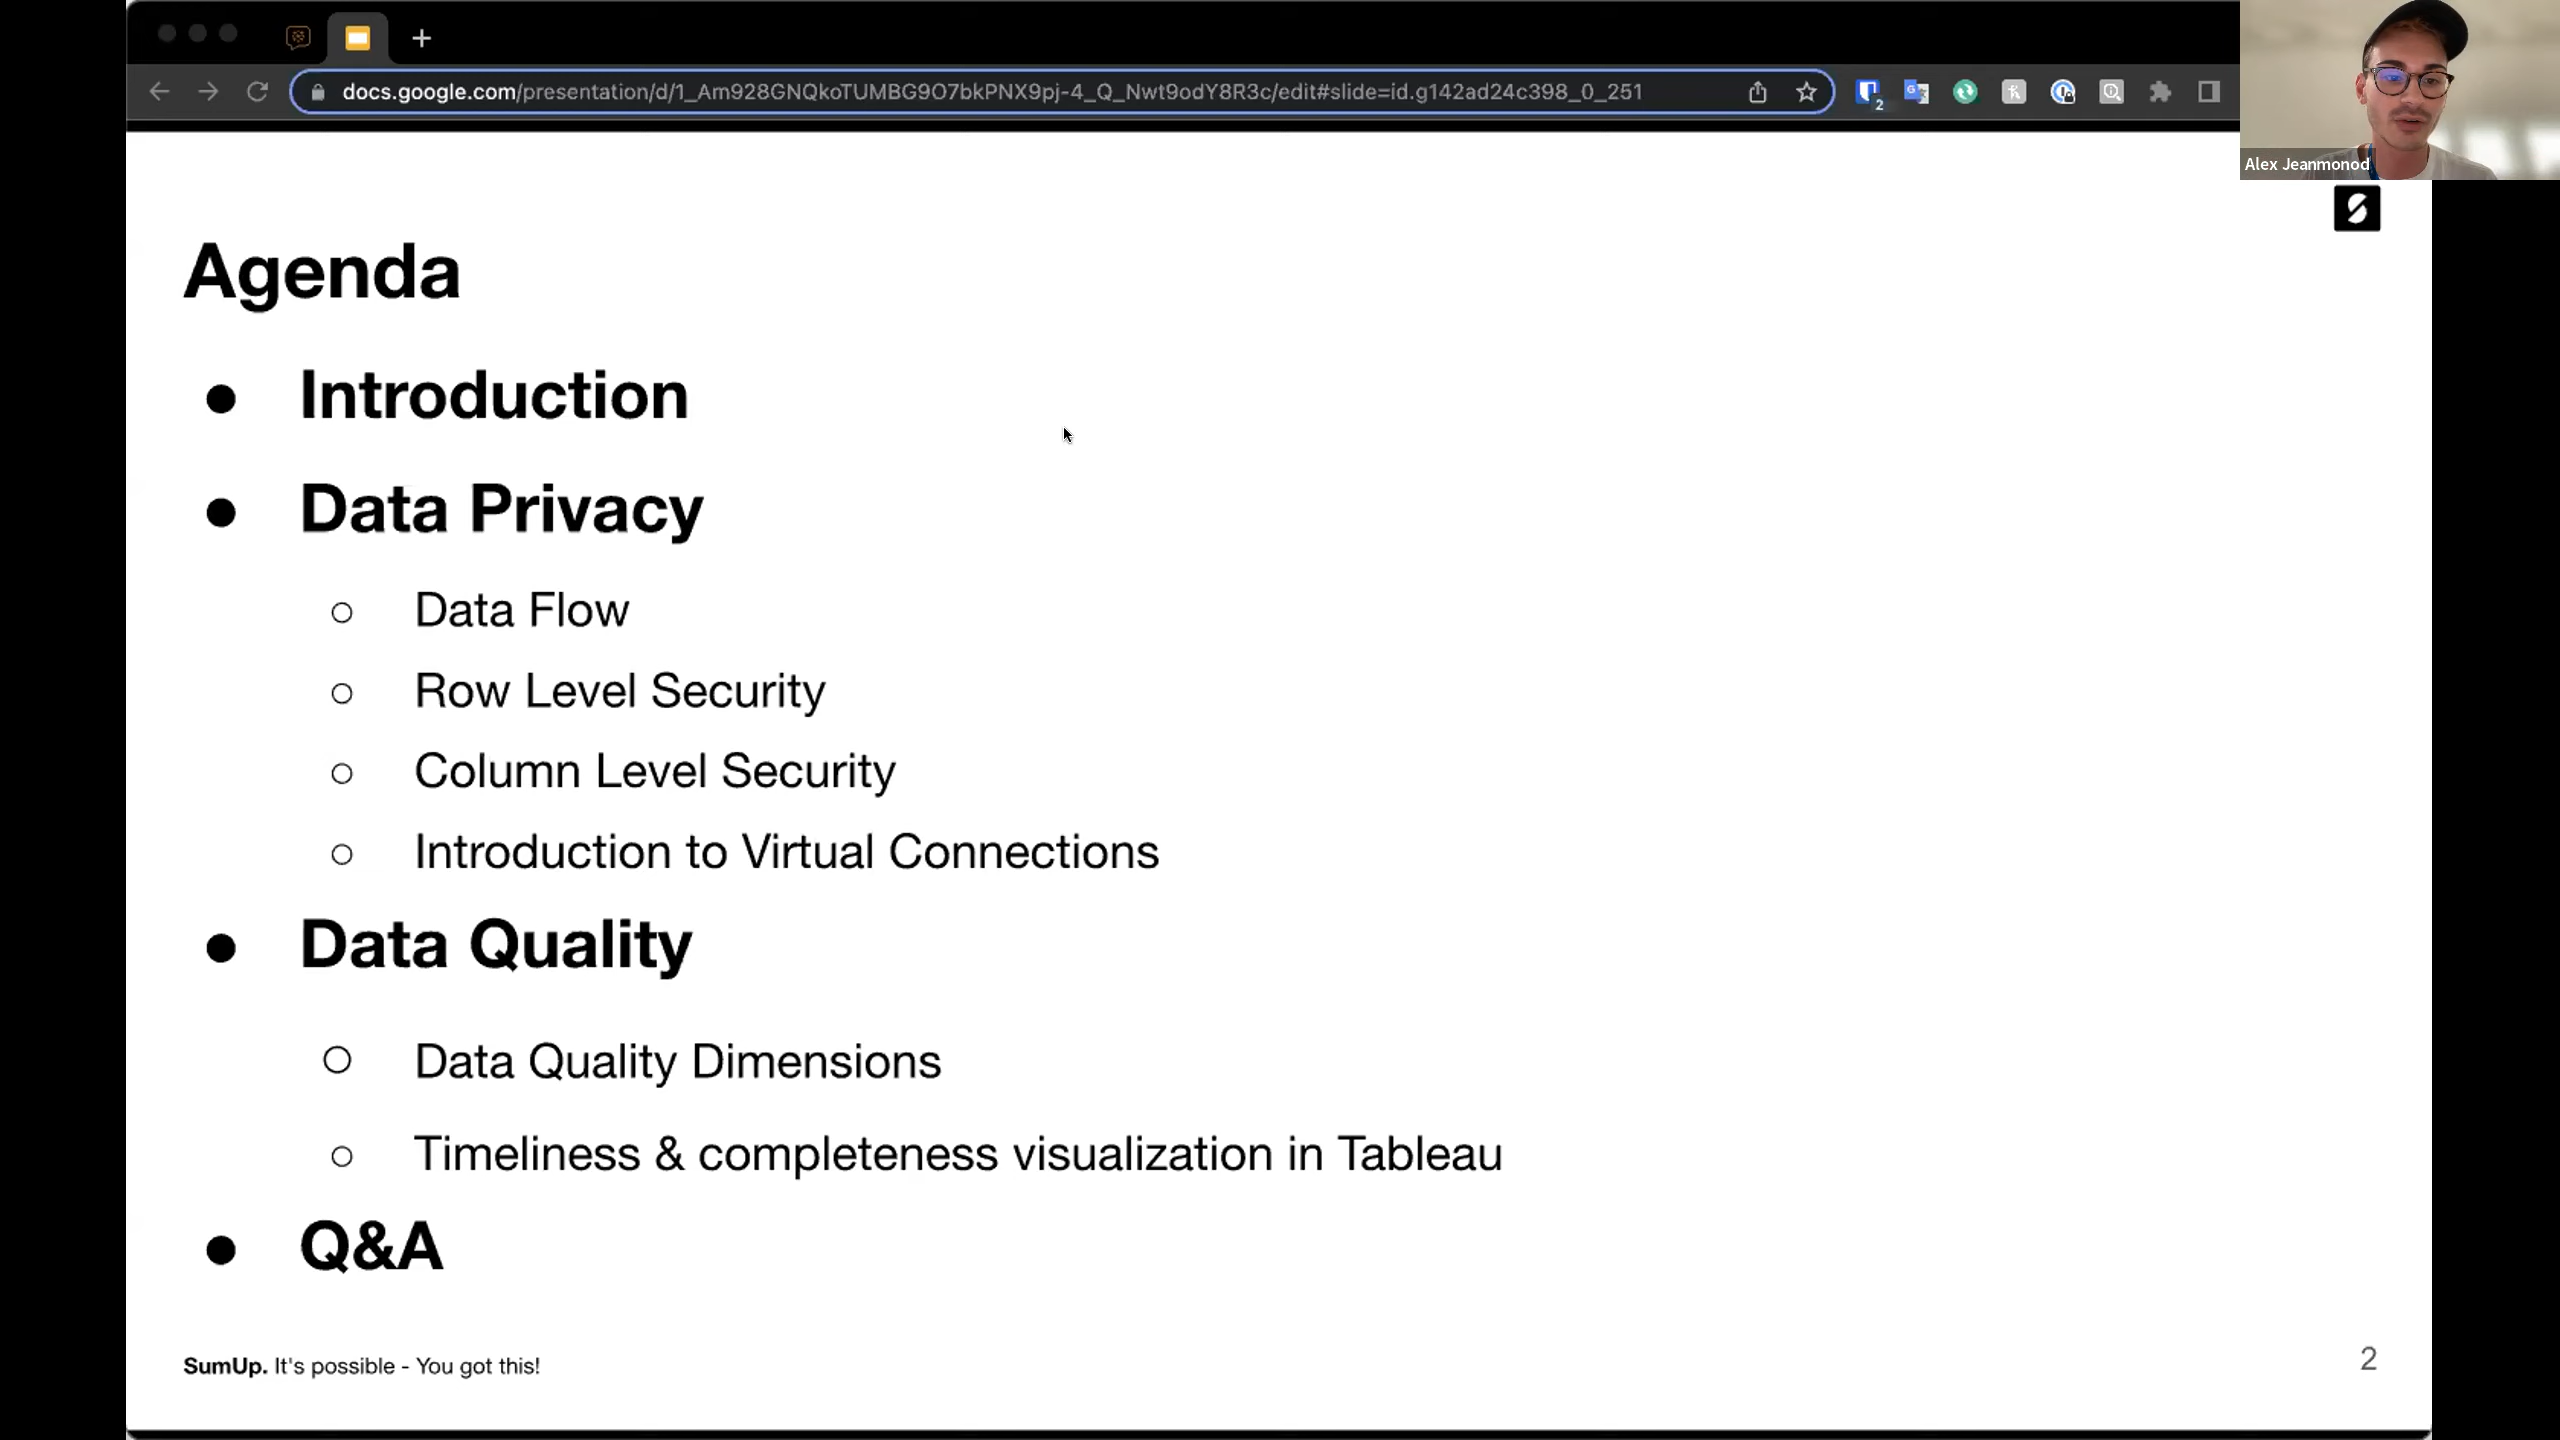 docs.google.com/presentation/d/1_Am928GNQkoTUMBG9O7bkPNX9pj-4_Q_Nwt9odY8R3c/edit#slide=id.g142ad24c398_0_251
2
Alex Jeanmonod
Agenda
● Introduction
● Data Privacy
○ Data Flow
○ Row Level Security
○ Column Level Security
○ Introduction to Virtual Connections
● Data Quality
○ Data Quality Dimensions
○ Timeliness & completeness visualization in Tableau
● Q&A
SumUp. It's possible - You got this!
2